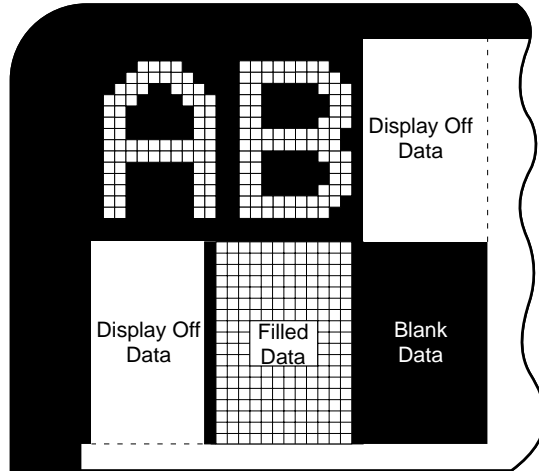 AB
Display Off
Data
Display Off
Data
Filled
Data
Blank
Data